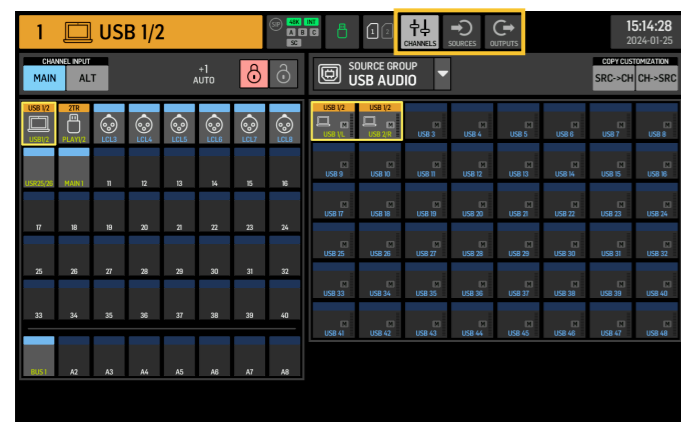 1 USB 1/2
SIP 48K INT
A B C
SC
1 2
CHANNELS SOURCES OUTPUTS
15:14:28
2024-01-25
CHANNEL INPUT
MAIN ALT
+1
AUTO
SOURCE GROUP
USB AUDIO
COPY CUSTOMIZATION
SRC->CH CH->SRC
USB 1/2 2TR
USB1/2 PLAY1/2 LCL3 LCL4 LCL5 LCL6 LCL7 LCL8
USR25/26 MAIN 1 11 12 13 14 15 16
17 18 19 20 21 22 23 24
25 26 27 28 29 30 31 32
33 34 35 36 37 38 39 40
BUS 1 A2 A3 A4 A5 A6 A7 A8
USB 1/2 USB 1/2
USB 1/L USB 2/R USB 3 USB 4 USB 5 USB 6 USB 7 USB 8
USB 9 USB 10 USB 11 USB 12 USB 13 USB 14 USB 15 USB 16
USB 17 USB 18 USB 19 USB 20 USB 21 USB 22 USB 23 USB 24
USB 25 USB 26 USB 27 USB 28 USB 29 USB 30 USB 31 USB 32
USB 33 USB 34 USB 35 USB 36 USB 37 USB 38 USB 39 USB 40
USB 41 USB 42 USB 43 USB 44 USB 45 USB 46 USB 47 USB 48